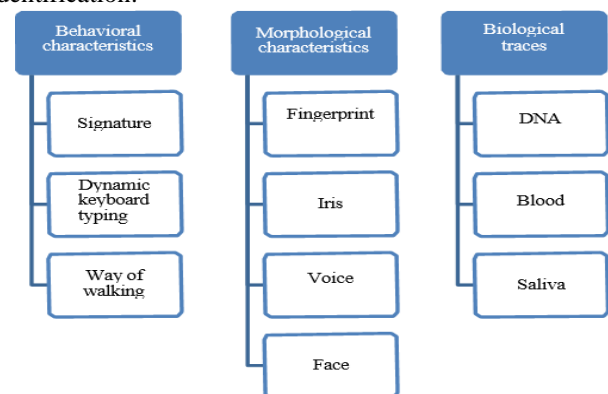 Behavioral
characteristics
Signature
Dynamic
keyboard
typing
Way of
walking
Morphological
characteristics
Fingerprint
Iris
Voice
Face
Biological
traces
DNA
Blood
Saliva